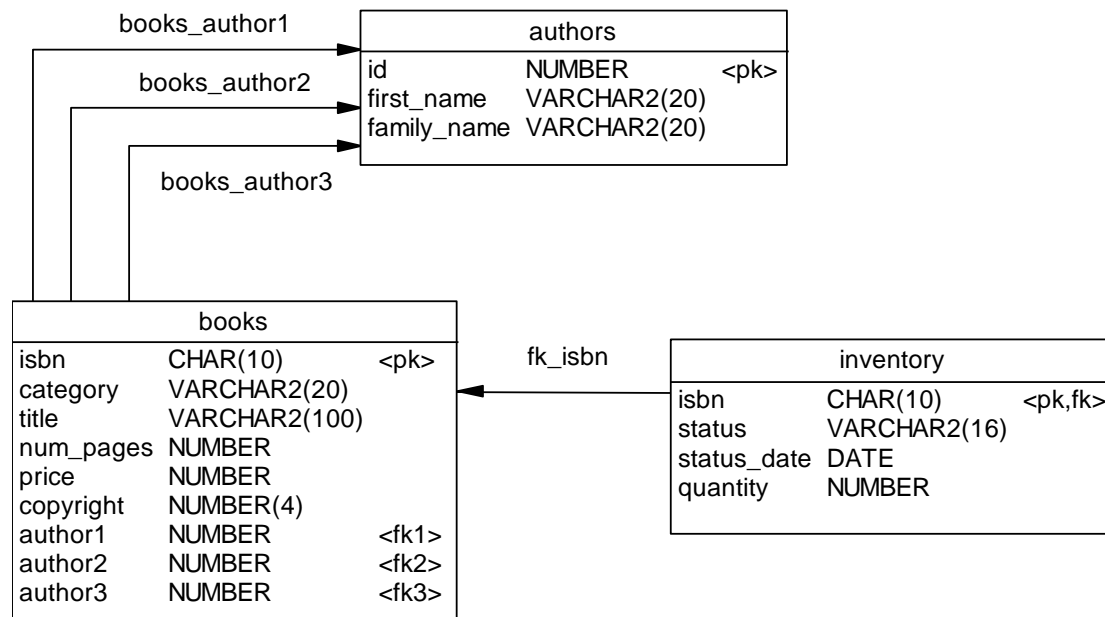 books_author1
authors
id NUMBER <pk>
first_name VARCHAR2(20)
family_name VARCHAR2(20)
books_author2
books_author3
books
isbn CHAR(10) <pk>
category VARCHAR2(20)
title VARCHAR2(100)
num_pages NUMBER
price NUMBER
copyright NUMBER(4)
author1 NUMBER <fk1>
author2 NUMBER <fk2>
author3 NUMBER <fk3>
fk_isbn
inventory
isbn CHAR(10) <pk,fk>
status VARCHAR2(16)
status_date DATE
quantity NUMBER